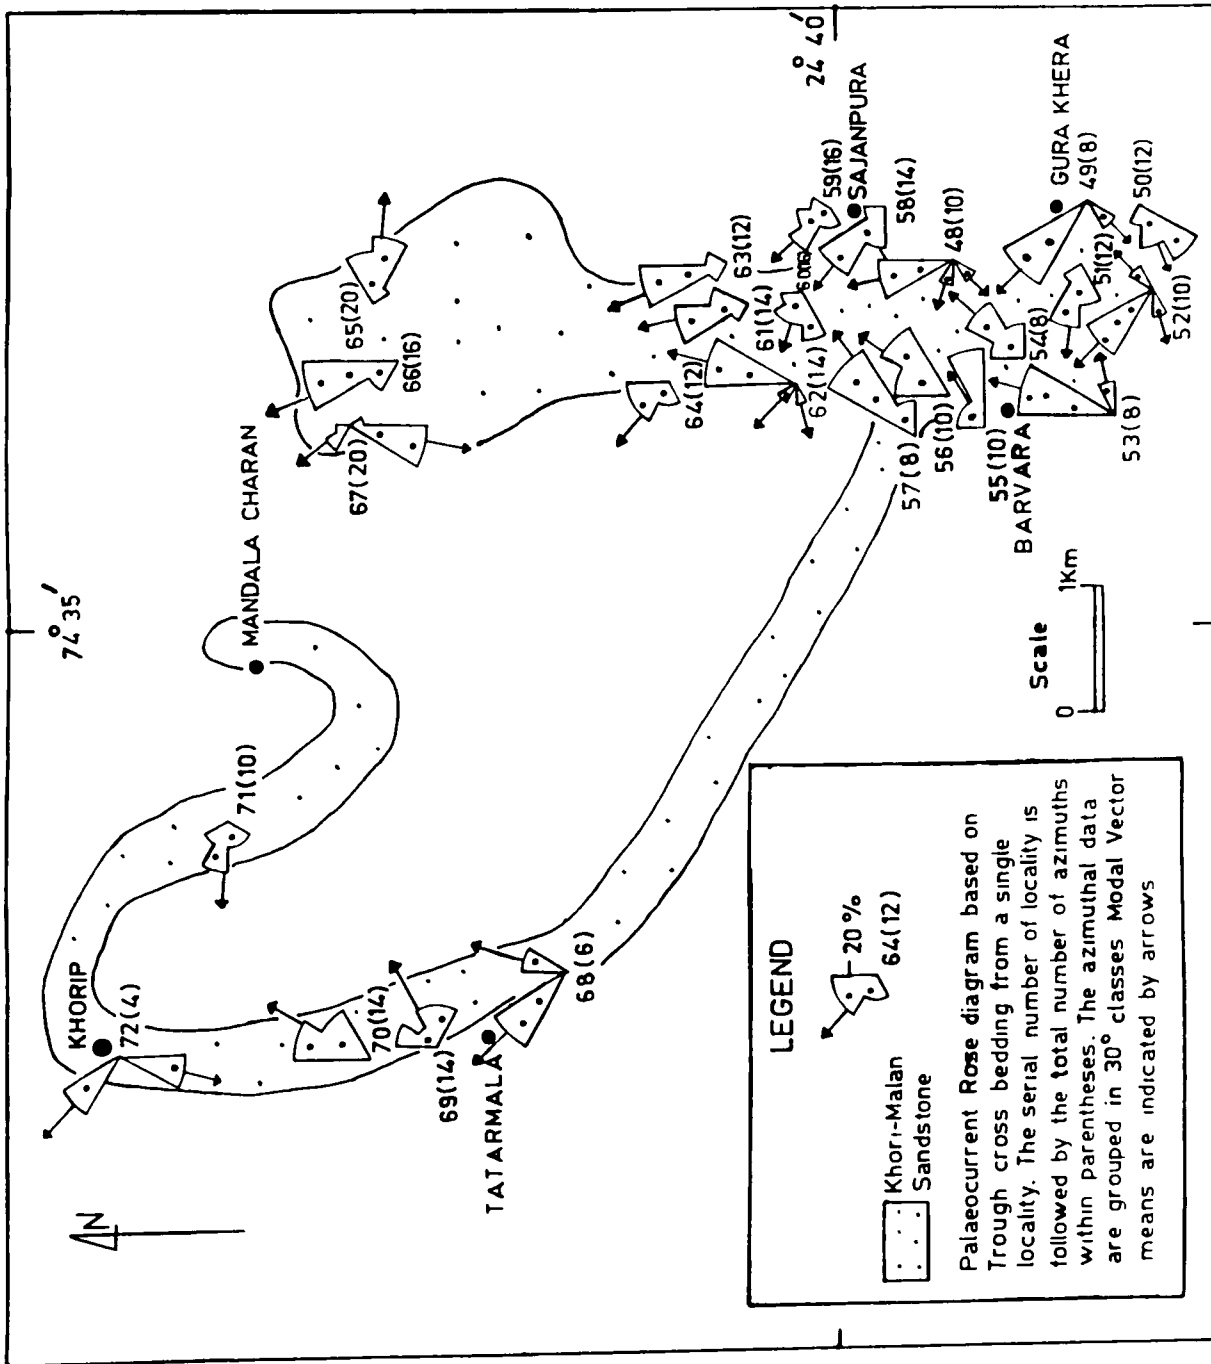 N
74° 35′
24° 40′
KHORIP
72(4)
71(10)
MANDALA CHARAN
67(20)
66(16)
65(20)
70(14)
69(14)
TATARMALA
68(6)
64(12)
63(12)
61(14)
62(14)
59(16)
SAJANPURA
58(14)
57(8)
56(10)
48(10)
55(10)
BARVARA
54(8)
53(8)
GURA KHERA
49(8)
50(12)
51(12)
52(10)
Scale
0
1Km
LEGEND
Khori-Malan
Sandstone
20%
64(12)
Palaeocurrent Rose diagram based on
Trough cross bedding from a single
locality. The serial number of locality is
followed by the total number of azimuths
within parentheses. The azimuthal data
are grouped in 30° classes Modal Vector
means are indicated by arrows